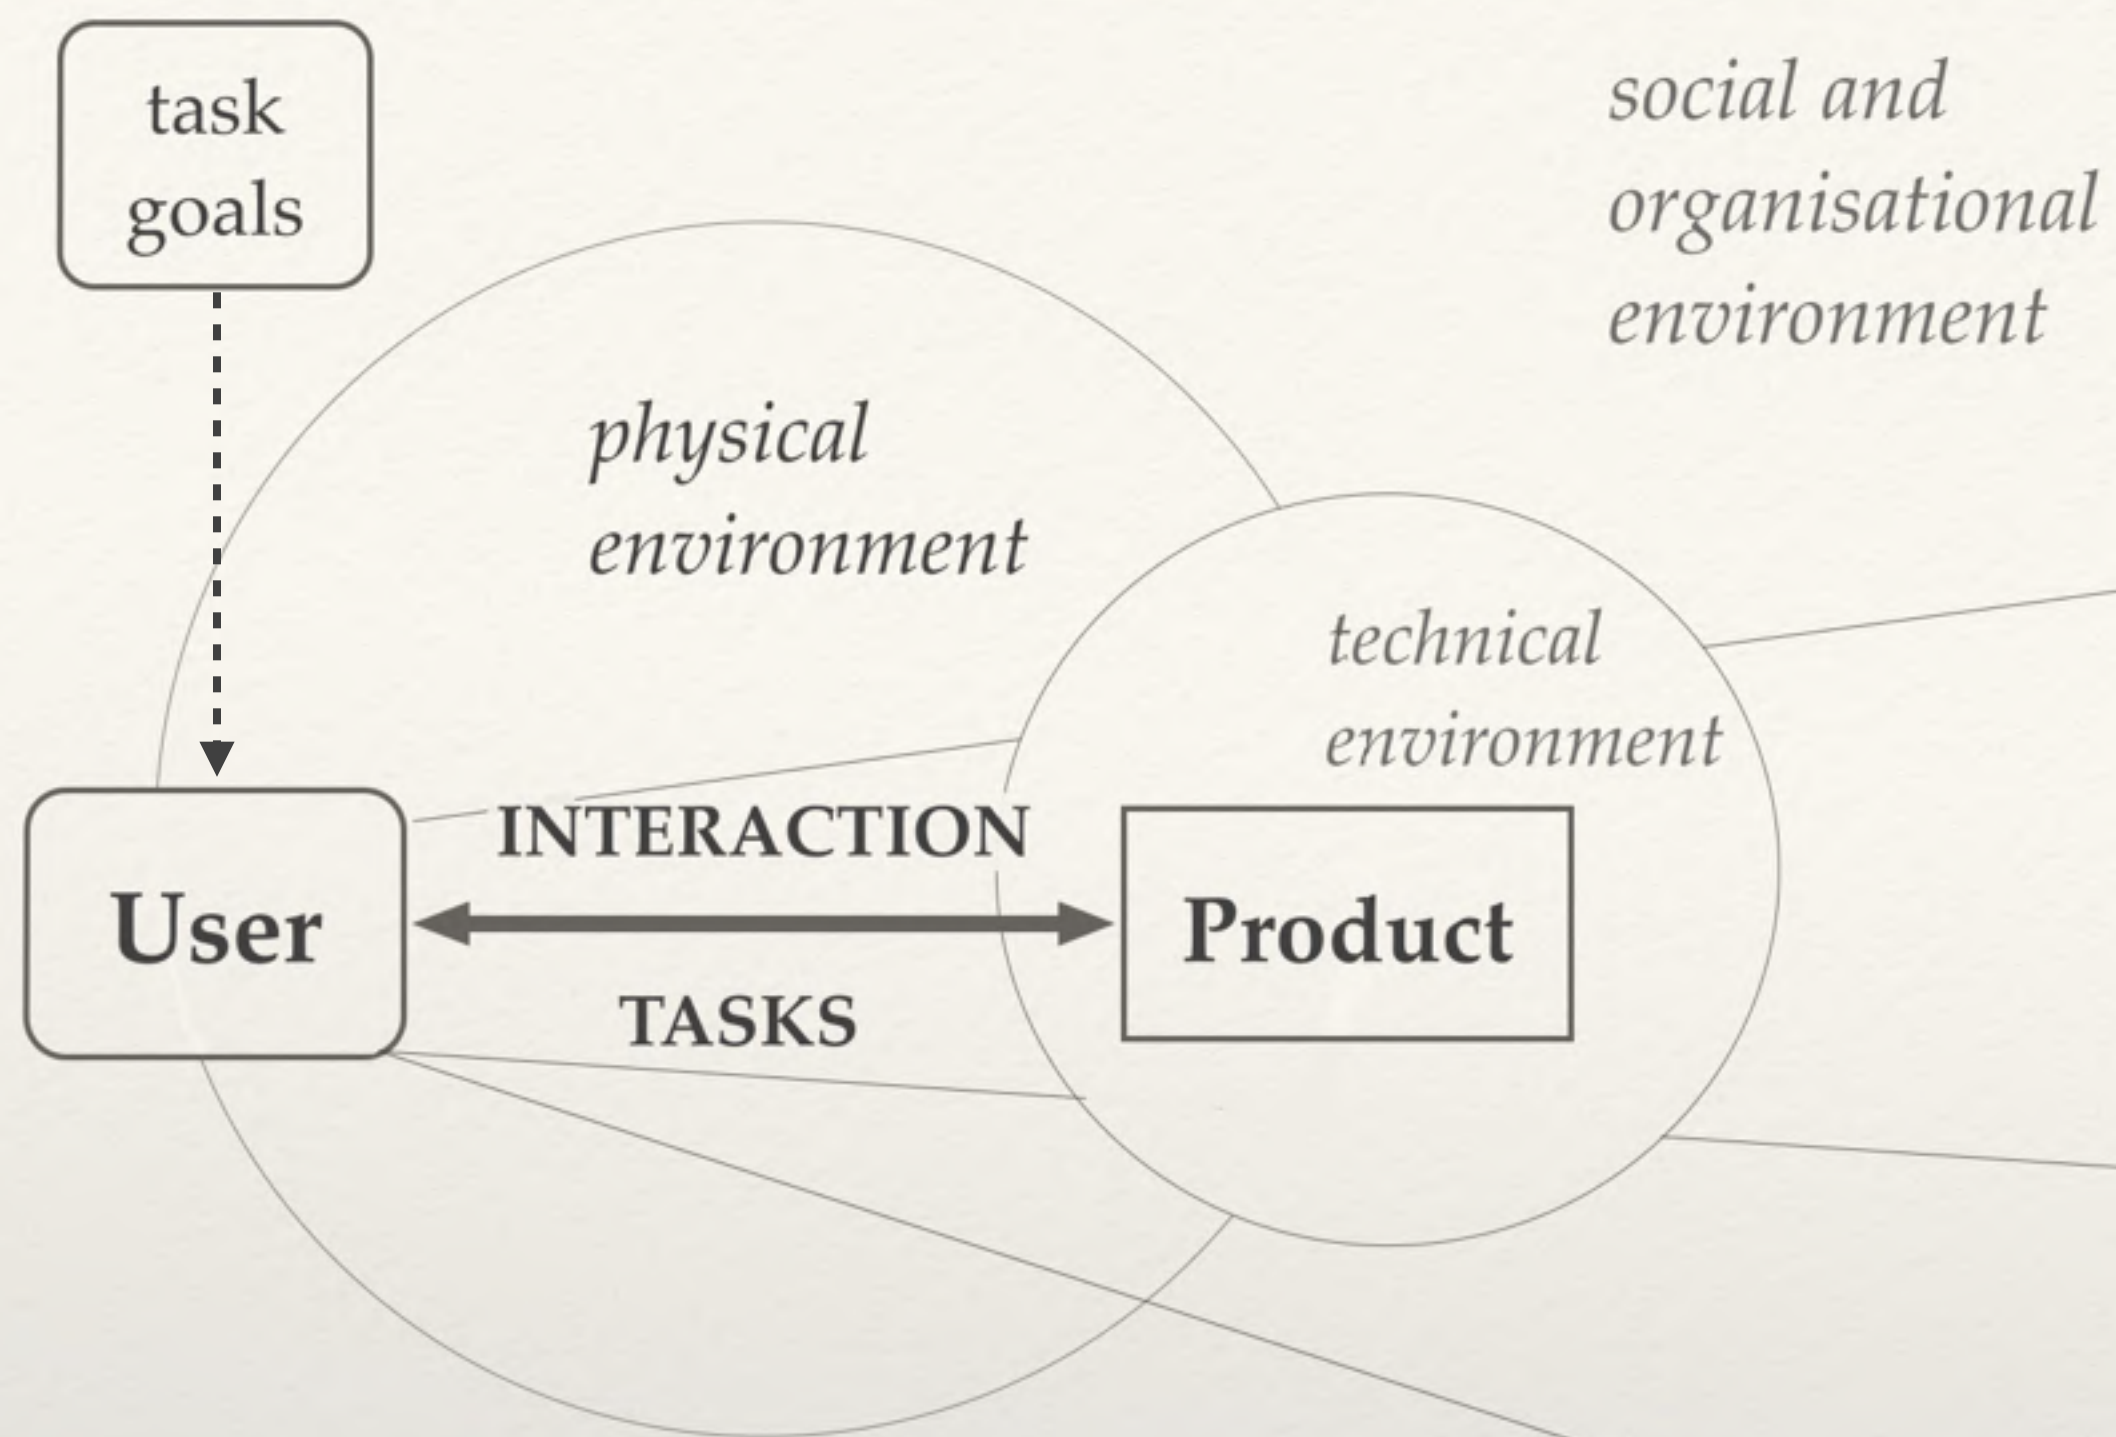 task
goals
social and
organisational
environment
physical
environment
technical
environment
INTERACTION
User
Product
TASKS